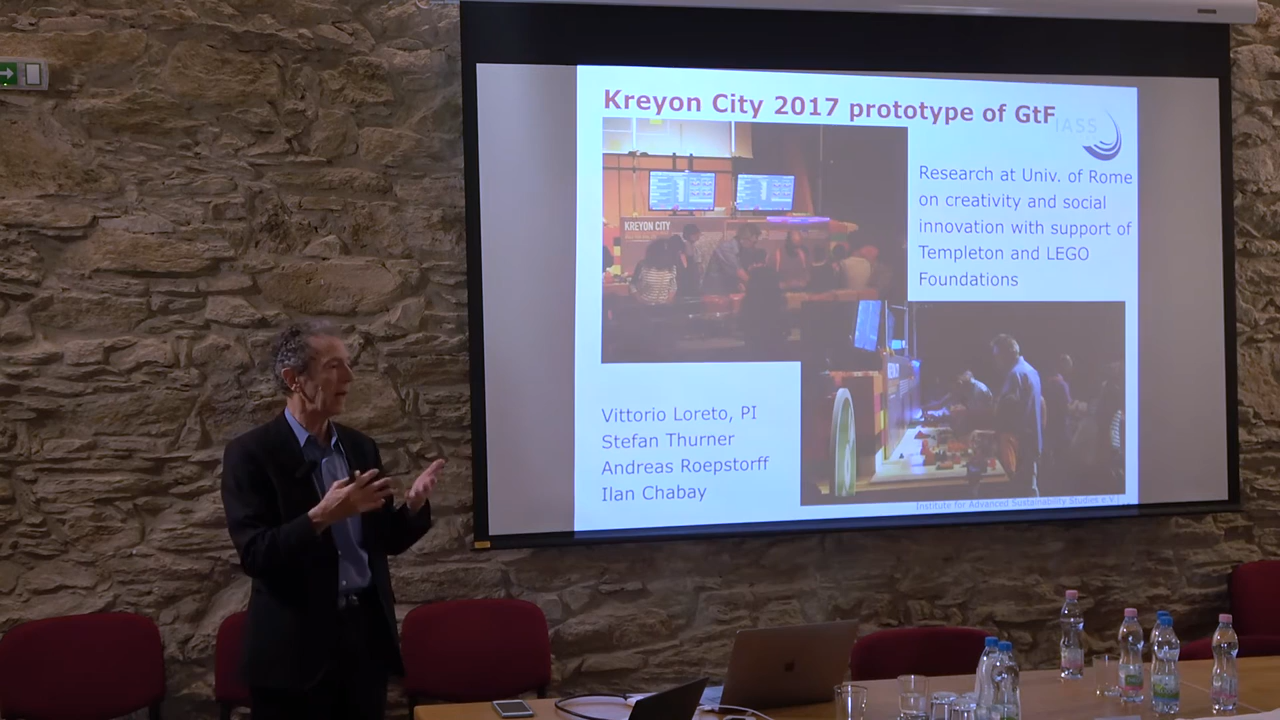 Kreyon City 2017 prototype of GtF
IASS
Research at Univ. of Rome
on creativity and social
innovation with support of
Templeton and LEGO
Foundations
KREYON CITY
Vittorio Loreto, PI
Stefan Thurner
Andreas Roepstorff
Ilan Chabay
Institute for Advanced Sustainability Studies e.V.